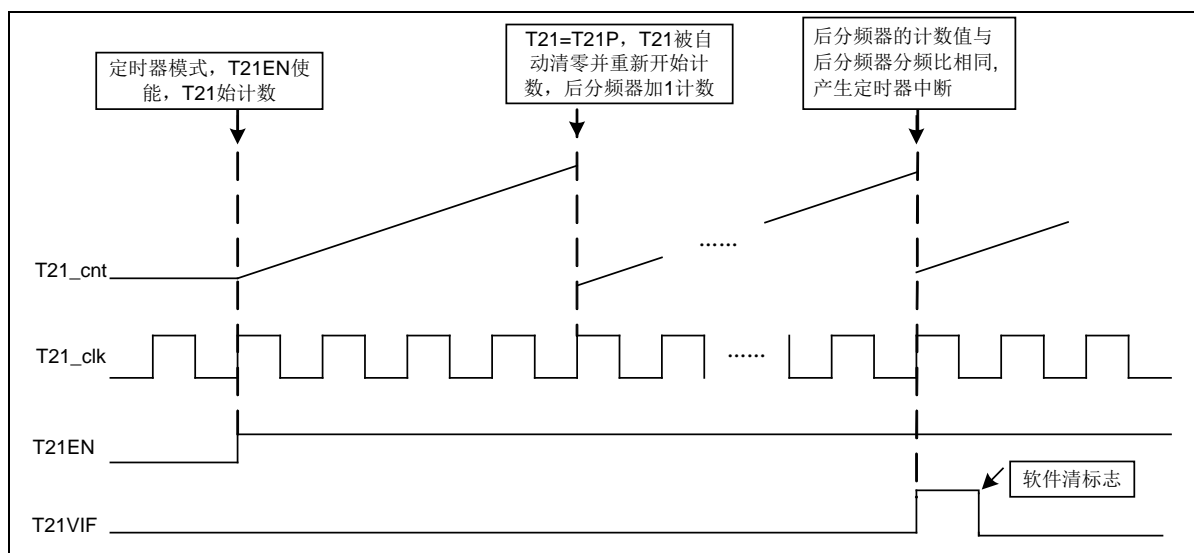 定时器模式，T21EN使
能，T21始计数
T21=T21P，T21被自
动清零并重新开始计
数，后分频器加1计数
后分频器的计数值与
后分频器分频比相同,
产生定时器中断
T21_cnt
......
T21_clk
......
T21EN
软件清标志
T21VIF